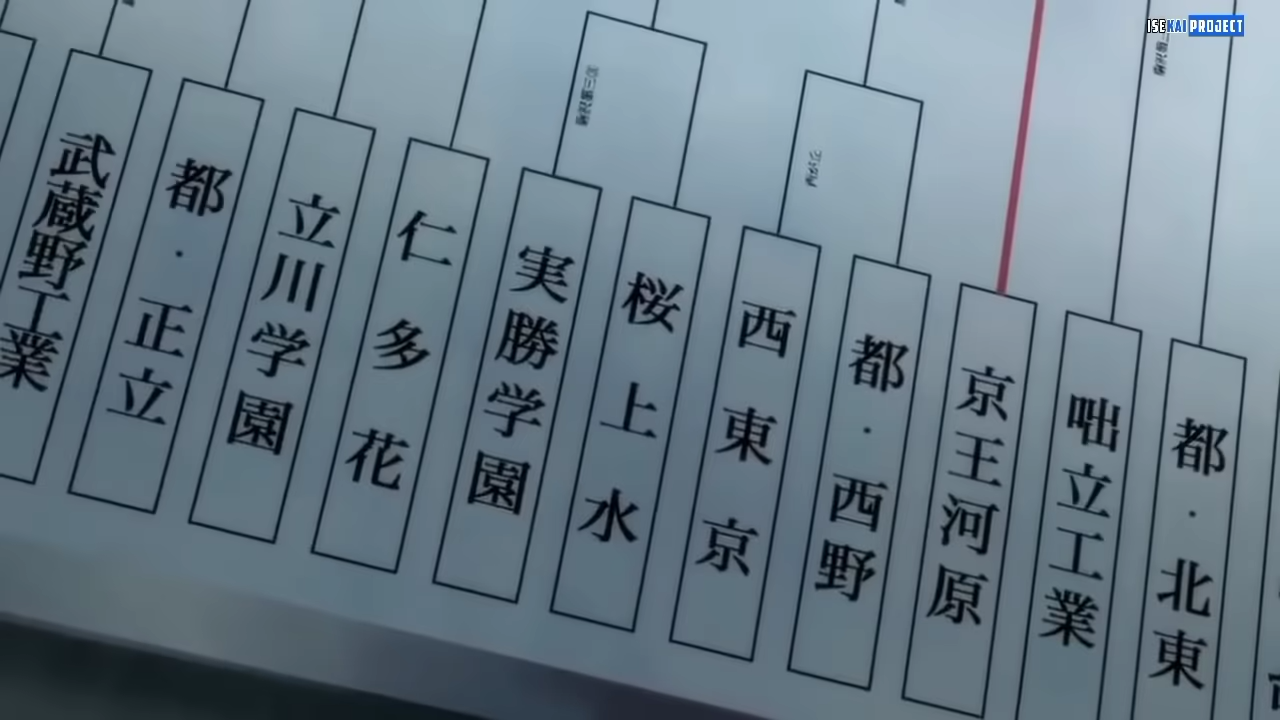 ISEKAI PROJECT
武蔵野工業
都・正立
立川学園
仁多花
実勝学園
桜上水
西東京
都・西野
京王河原
咄立工業
都・北東